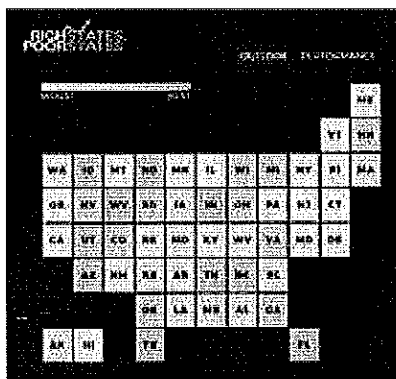 RICH STATES
POOR STATES
ME
VT NH
WA ID MT ND MN IL WI MI NY RI MA
OR NV WY SD IA IN OH PA NJ CT
CA UT CO NE MO KY WV VA MD DE
AZ NM KS AR TN NC SC
OK LA MS AL GA
AK HI TX FL